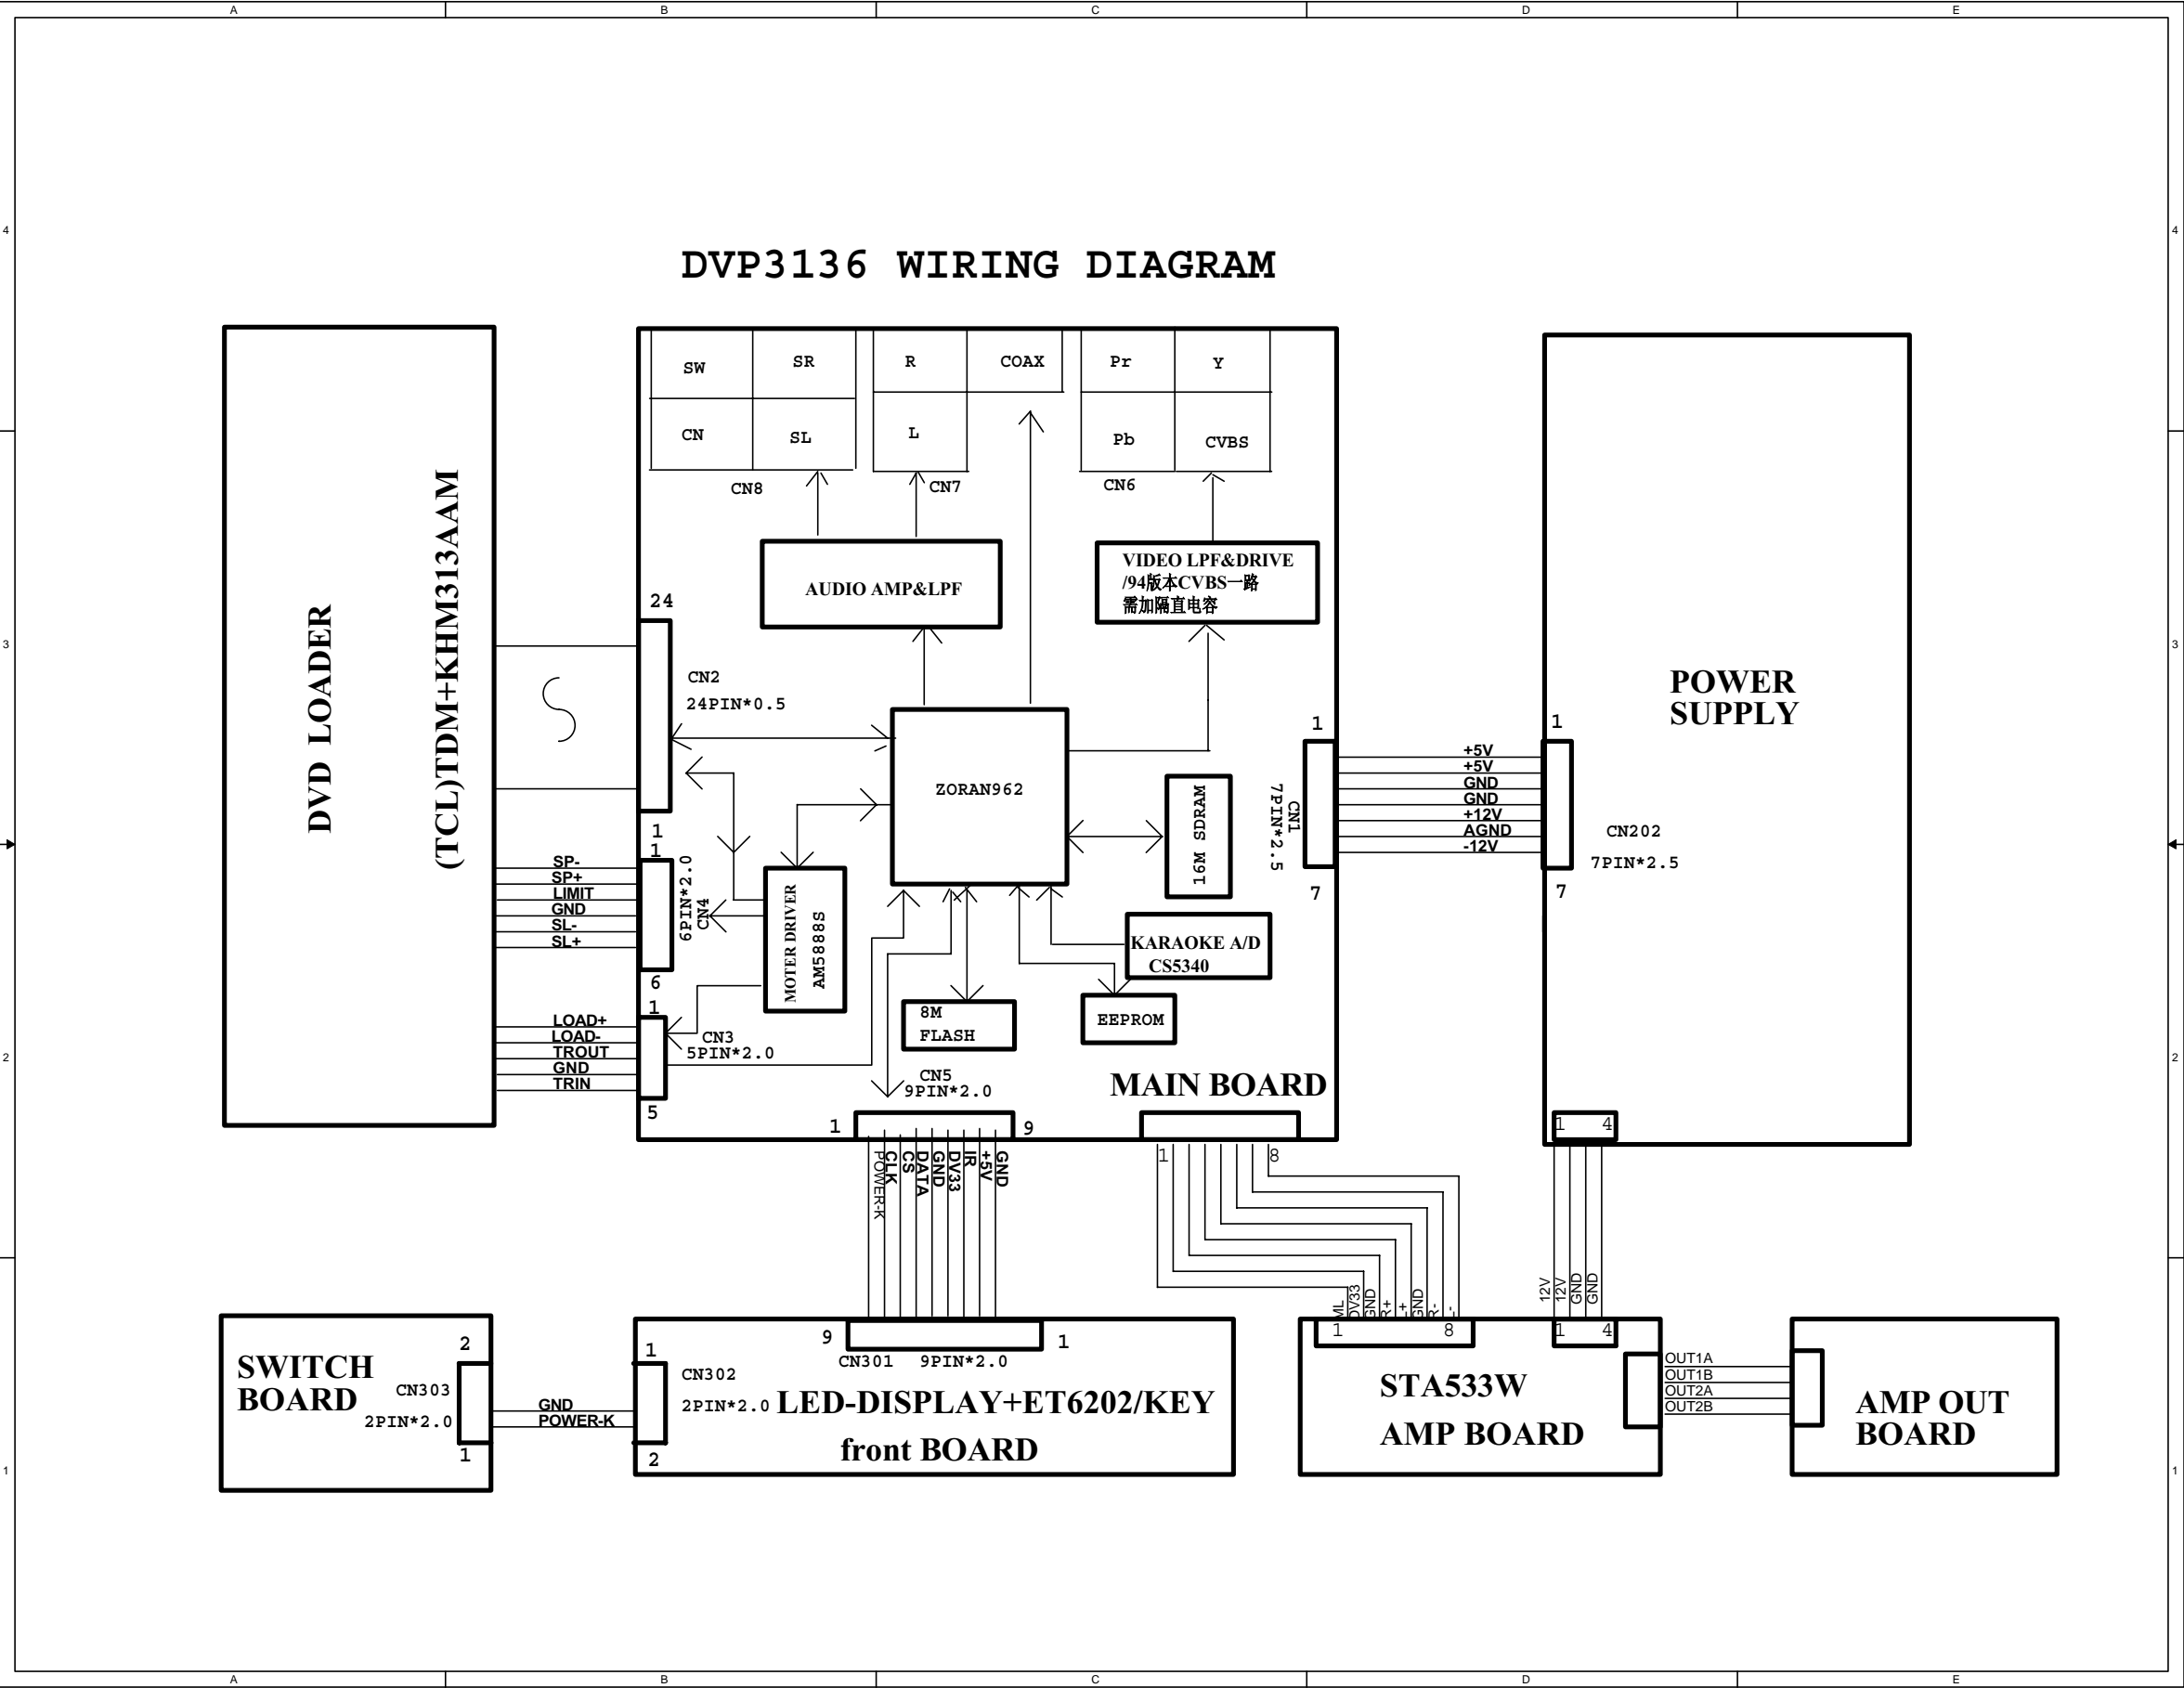 A B C D E
DVP3136 WIRING DIAGRAM
4 4
3 3
2 2
1 1
DVD LOADER
(TCL)TDM+KHM313AAM
SW SR
CN SL
CN8
R COAX
L
CN7
Pr Y
Pb CVBS
CN6
AUDIO AMP&LPF
VIDEO LPF&DRIVE
/94版本CVBS一路
需加隔直电容
24
CN2
24PIN*0.5
1
ZORAN962
16M SDRAM
1
CN1
7PIN*2.5
7
+5V
+5V
GND
GND
+12V
AGND
-12V
1
CN202
7PIN*2.5
7
POWER
SUPPLY
SP-
SP+
LIMIT
GND
SL-
SL+
1
6PIN*2.0
CN4
6
MOTER DRIVER
AM5888S
KARAOKE A/D
CS5340
EEPROM
8M
FLASH
LOAD+
LOAD-
TROUT
GND
TRIN
1
CN3
5PIN*2.0
5
CN5
9PIN*2.0
MAIN BOARD
1 9
1 8
1 4
POWER-K
CLK
CS
DATA
GND
DV33
IR
+5V
GND
ML
DV33
GND
R+
L+
GND
R-
L-
12V
12V
GND
GND
SWITCH
BOARD
2
CN303
2PIN*2.0
1
GND
POWER-K
1
CN302
2PIN*2.0
2
9 1
CN301 9PIN*2.0
LED-DISPLAY+ET6202/KEY
front BOARD
1 8
1 4
STA533W
AMP BOARD
OUT1A
OUT1B
OUT2A
OUT2B
AMP OUT
BOARD
A B C D E